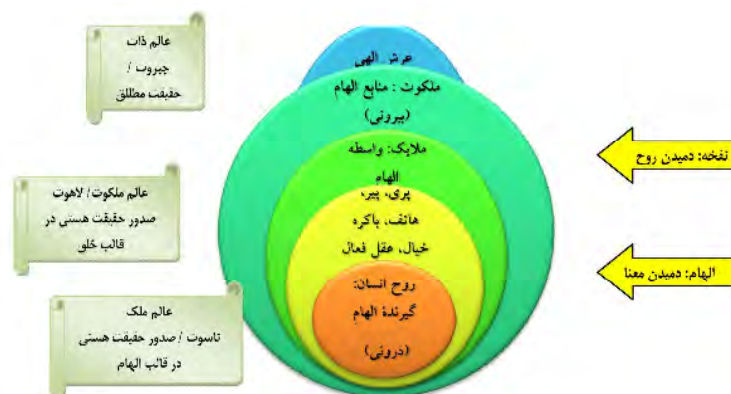 عالم ذات
جبروت /
حقیقت مطلق
عرش الهی
ملکوت : منابع الهام
(بیرونی)
ملایک: واسطه
الهام
پری، پیر،
هاتف، باکره
خیال، عقل فعال
روح انسان:
گیرندۀ الهام
(درونی)
نفخه: دمیدن روح
الهام: دمیدن معنا
عالم ملکوت/ لاهوت
صدور حقیقت هستی در
قالب خلق
عالم ملک
ناسوت / صدور حقیقت هستی
در قالب الهام